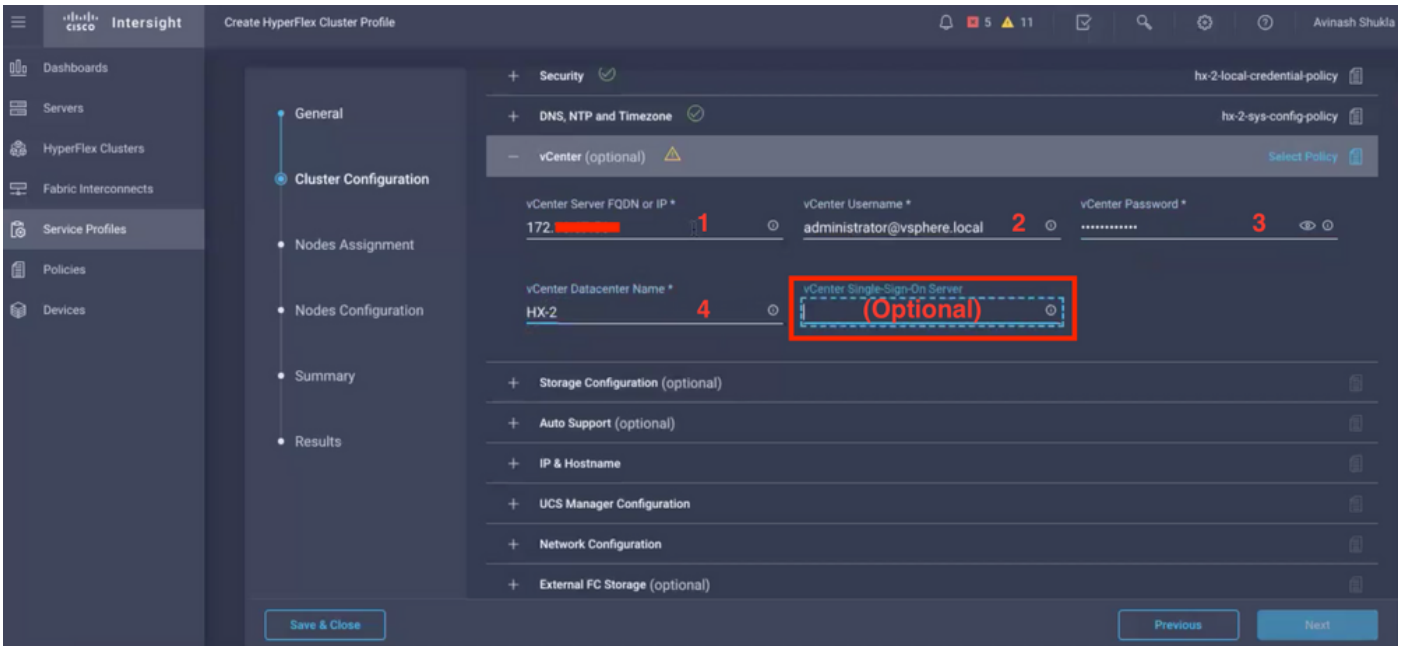 cisco Intersight
Create HyperFlex Cluster Profile
5 11
Avinash Shukla
Dashboards
Servers
HyperFlex Clusters
Fabric Interconnects
Service Profiles
Policies
Devices
General
Cluster Configuration
Nodes Assignment
Nodes Configuration
Summary
Results
+ Security hx-2-local-credential-policy
+ DNS, NTP and Timezone hx-2-sys-config-policy
− vCenter (optional) Select Policy
vCenter Server FQDN or IP * vCenter Username * vCenter Password *
172. 1 administrator@vsphere.local 2 ············ 3
vCenter Datacenter Name * vCenter Single-Sign-On Server
HX-2 4 (Optional)
+ Storage Configuration (optional)
+ Auto Support (optional)
+ IP & Hostname
+ UCS Manager Configuration
+ Network Configuration
+ External FC Storage (optional)
Save & Close Previous Next